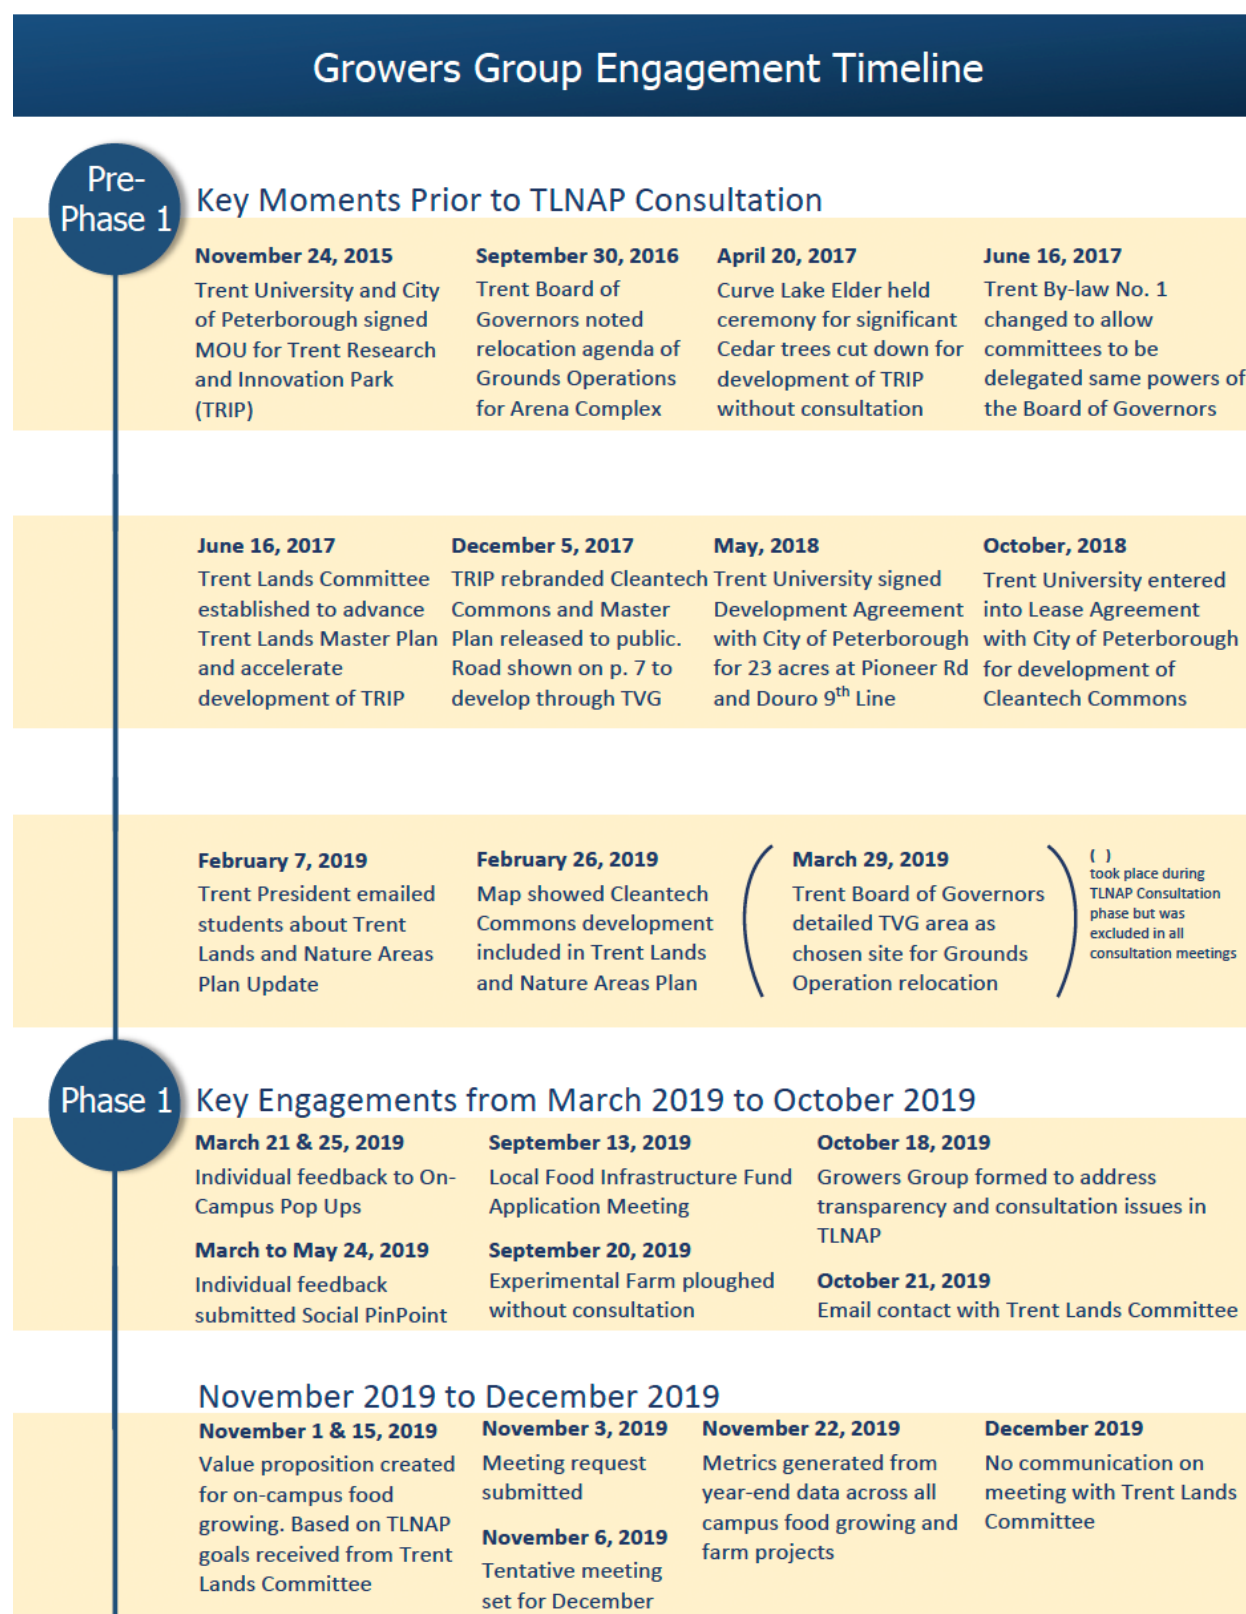 Growers Group Engagement Timeline
Pre-
Phase 1
Key Moments Prior to TLNAP Consultation
November 24, 2015
Trent University and City
of Peterborough signed
MOU for Trent Research
and Innovation Park
(TRIP)
September 30, 2016
Trent Board of
Governors noted
relocation agenda of
Grounds Operations
for Arena Complex
April 20, 2017
Curve Lake Elder held
ceremony for significant
Cedar trees cut down for
development of TRIP
without consultation
June 16, 2017
Trent By-law No. 1
changed to allow
committees to be
delegated same powers of
the Board of Governors
June 16, 2017
Trent Lands Committee
established to advance
Trent Lands Master Plan
and accelerate
development of TRIP
December 5, 2017
TRIP rebranded Cleantech
Commons and Master
Plan released to public.
Road shown on p. 7 to
develop through TVG
May, 2018
Trent University signed
Development Agreement
with City of Peterborough
for 23 acres at Pioneer Rd
and Douro 9th Line
October, 2018
Trent University entered
into Lease Agreement
with City of Peterborough
for development of
Cleantech Commons
February 7, 2019
Trent President emailed
students about Trent
Lands and Nature Areas
Plan Update
February 26, 2019
Map showed Cleantech
Commons development
included in Trent Lands
and Nature Areas Plan
March 29, 2019
Trent Board of Governors
detailed TVG area as
chosen site for Grounds
Operation relocation
( )
took place during
TLNAP Consultation
phase but was
excluded in all
consultation meetings
Phase 1
Key Engagements from March 2019 to October 2019
March 21 & 25, 2019
Individual feedback to On-
Campus Pop Ups
March to May 24, 2019
Individual feedback
submitted Social PinPoint
September 13, 2019
Local Food Infrastructure Fund
Application Meeting
September 20, 2019
Experimental Farm ploughed
without consultation
October 18, 2019
Growers Group formed to address
transparency and consultation issues in
TLNAP
October 21, 2019
Email contact with Trent Lands Committee
November 2019 to December 2019
November 1 & 15, 2019
Value proposition created
for on-campus food
growing. Based on TLNAP
goals received from Trent
Lands Committee
November 3, 2019
Meeting request
submitted
November 6, 2019
Tentative meeting
set for December
November 22, 2019
Metrics generated from
year-end data across all
campus food growing and
farm projects
December 2019
No communication on
meeting with Trent Lands
Committee